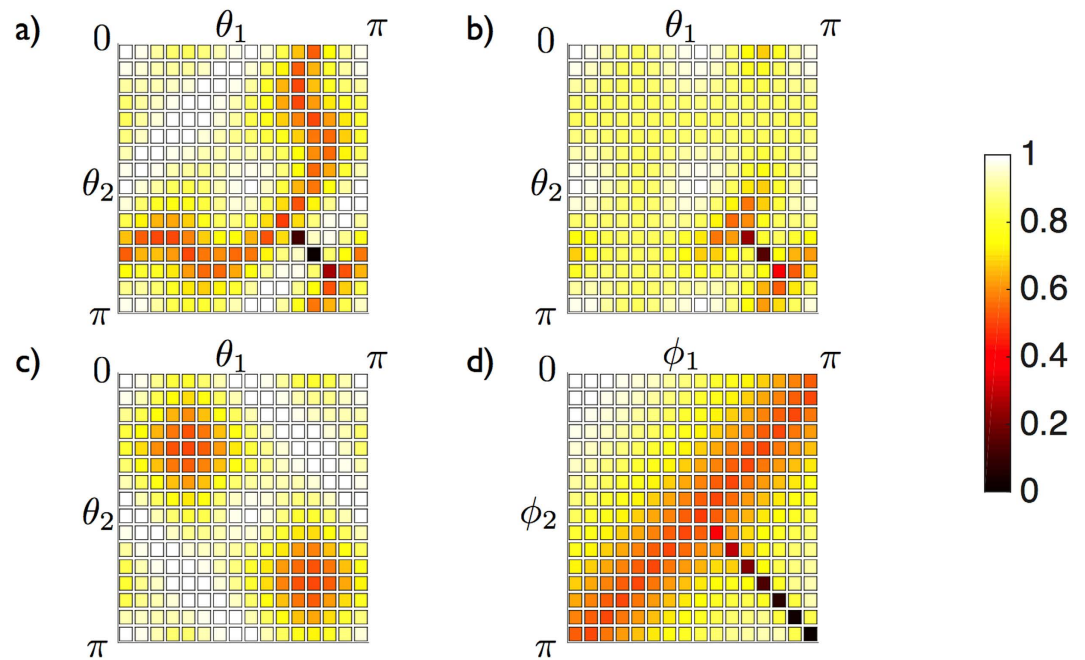 a) 0 θ₁ π
θ₂
π
b) 0 θ₁ π
θ₂
π
c) 0 θ₁ π
θ₂
π
d) 0 ϕ₁ π
ϕ₂
π
1
0.8
0.6
0.4
0.2
0